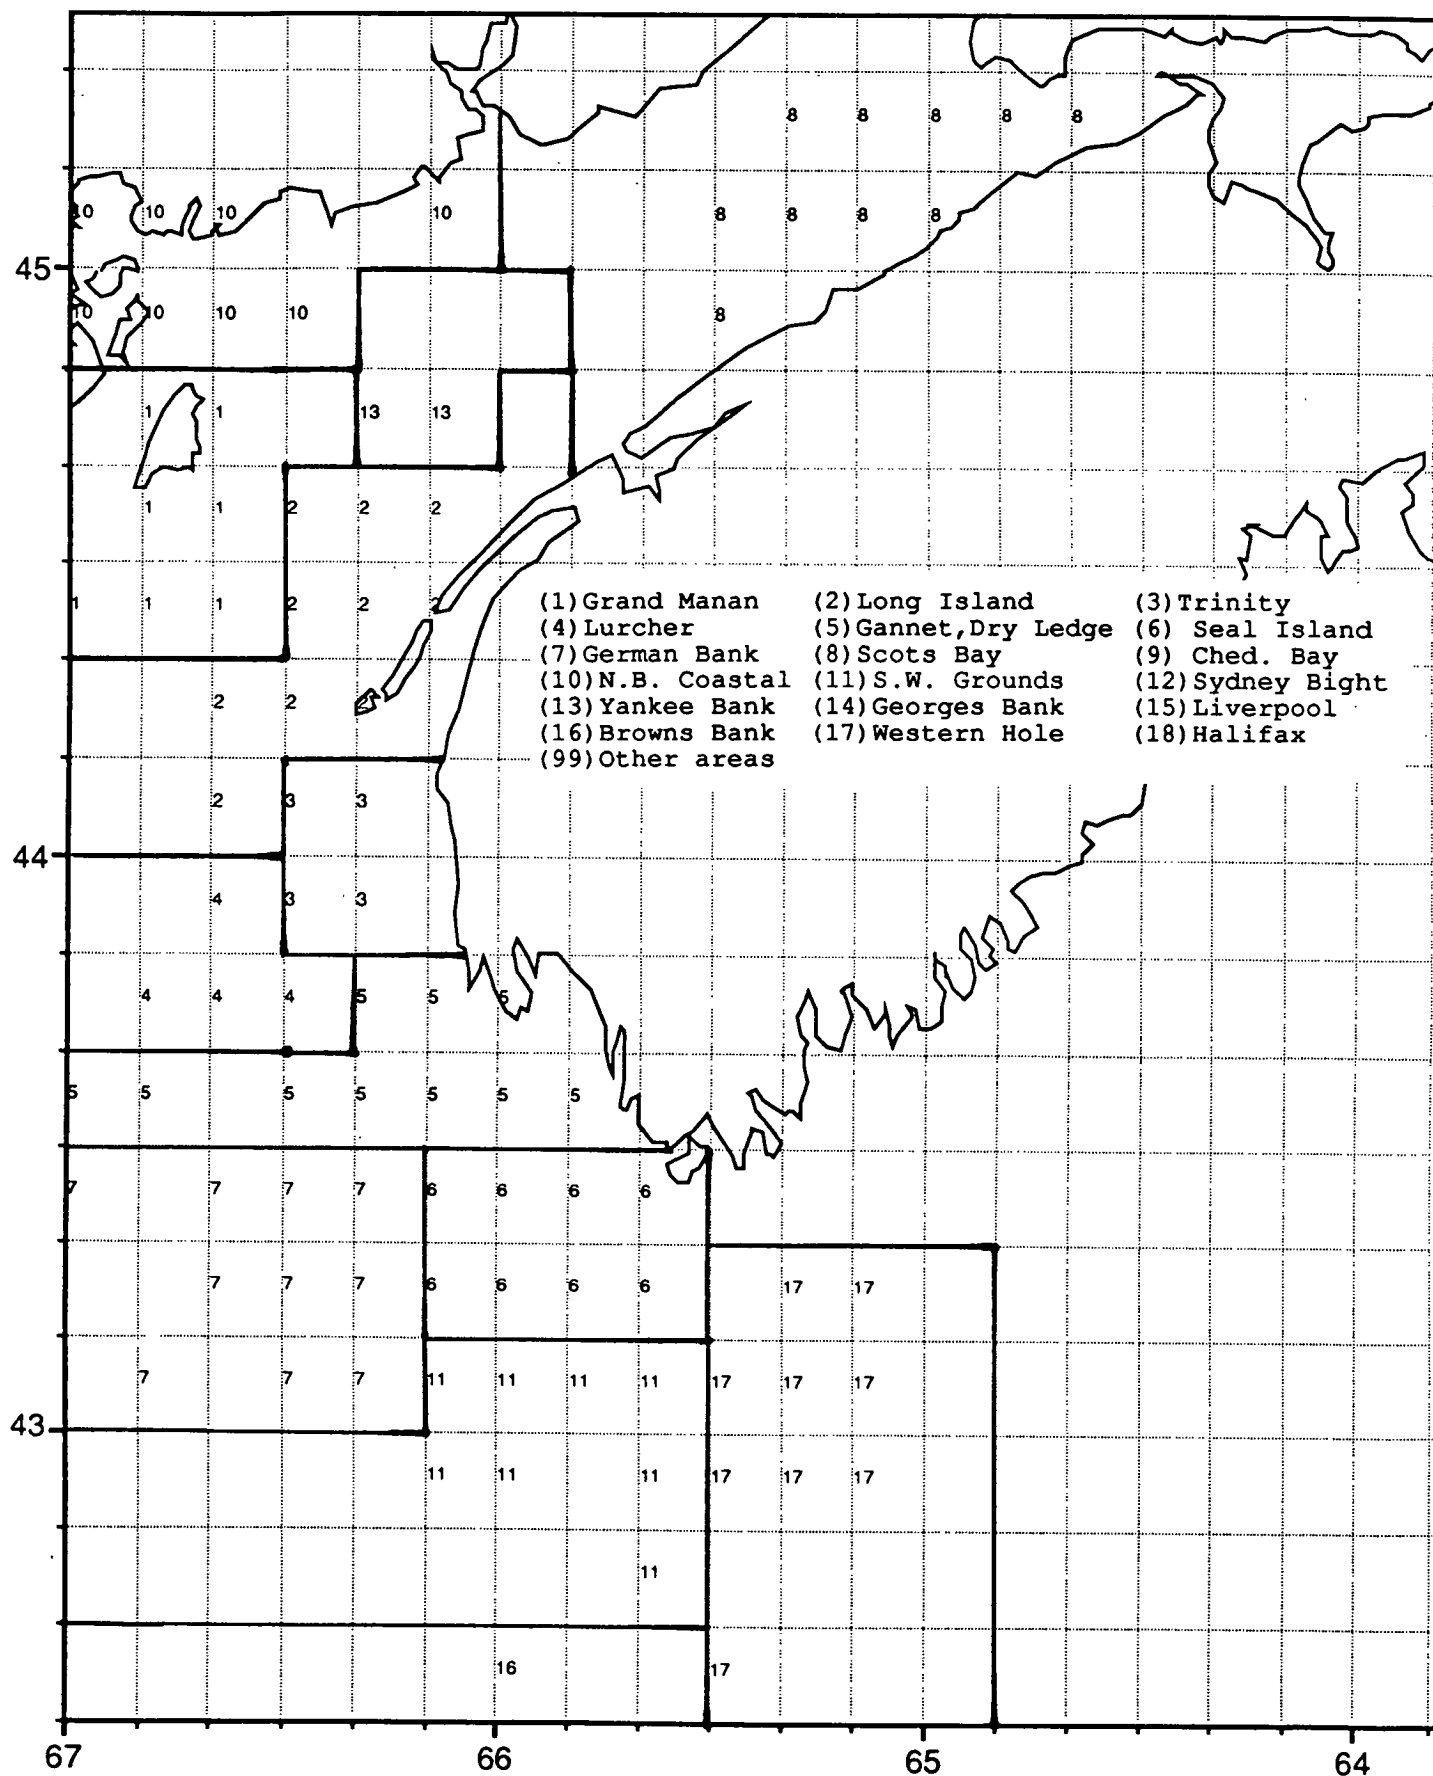 8 8 8 8 8
10 10 10 10 8 8 8 8
45
10 10 10 10 8
1 1 13 13
1 1 2 2 2
1 1 1 2 2 2
(1)Grand Manan (2)Long Island (3)Trinity
(4)Lurcher (5)Gannet,Dry Ledge (6) Seal Island
(7)German Bank (8)Scots Bay (9) Ched. Bay
(10)N.B. Coastal (11)S.W. Grounds (12)Sydney Bight
(13)Yankee Bank (14)Georges Bank (15)Liverpool
(16)Browns Bank (17)Western Hole (18)Halifax
(99)Other areas
2 2 2
2 3 3
44
4 3 3
4 4 4 5 5 5
5 5 5 5 5 5 5
7 7 7 7 6 6 6 6
7 7 7 6 6 6 6 17 17
7 7 7 11 11 11 11 17 17 17
43
11 11 11 17 17 17
11
16 17
67 66 65 64